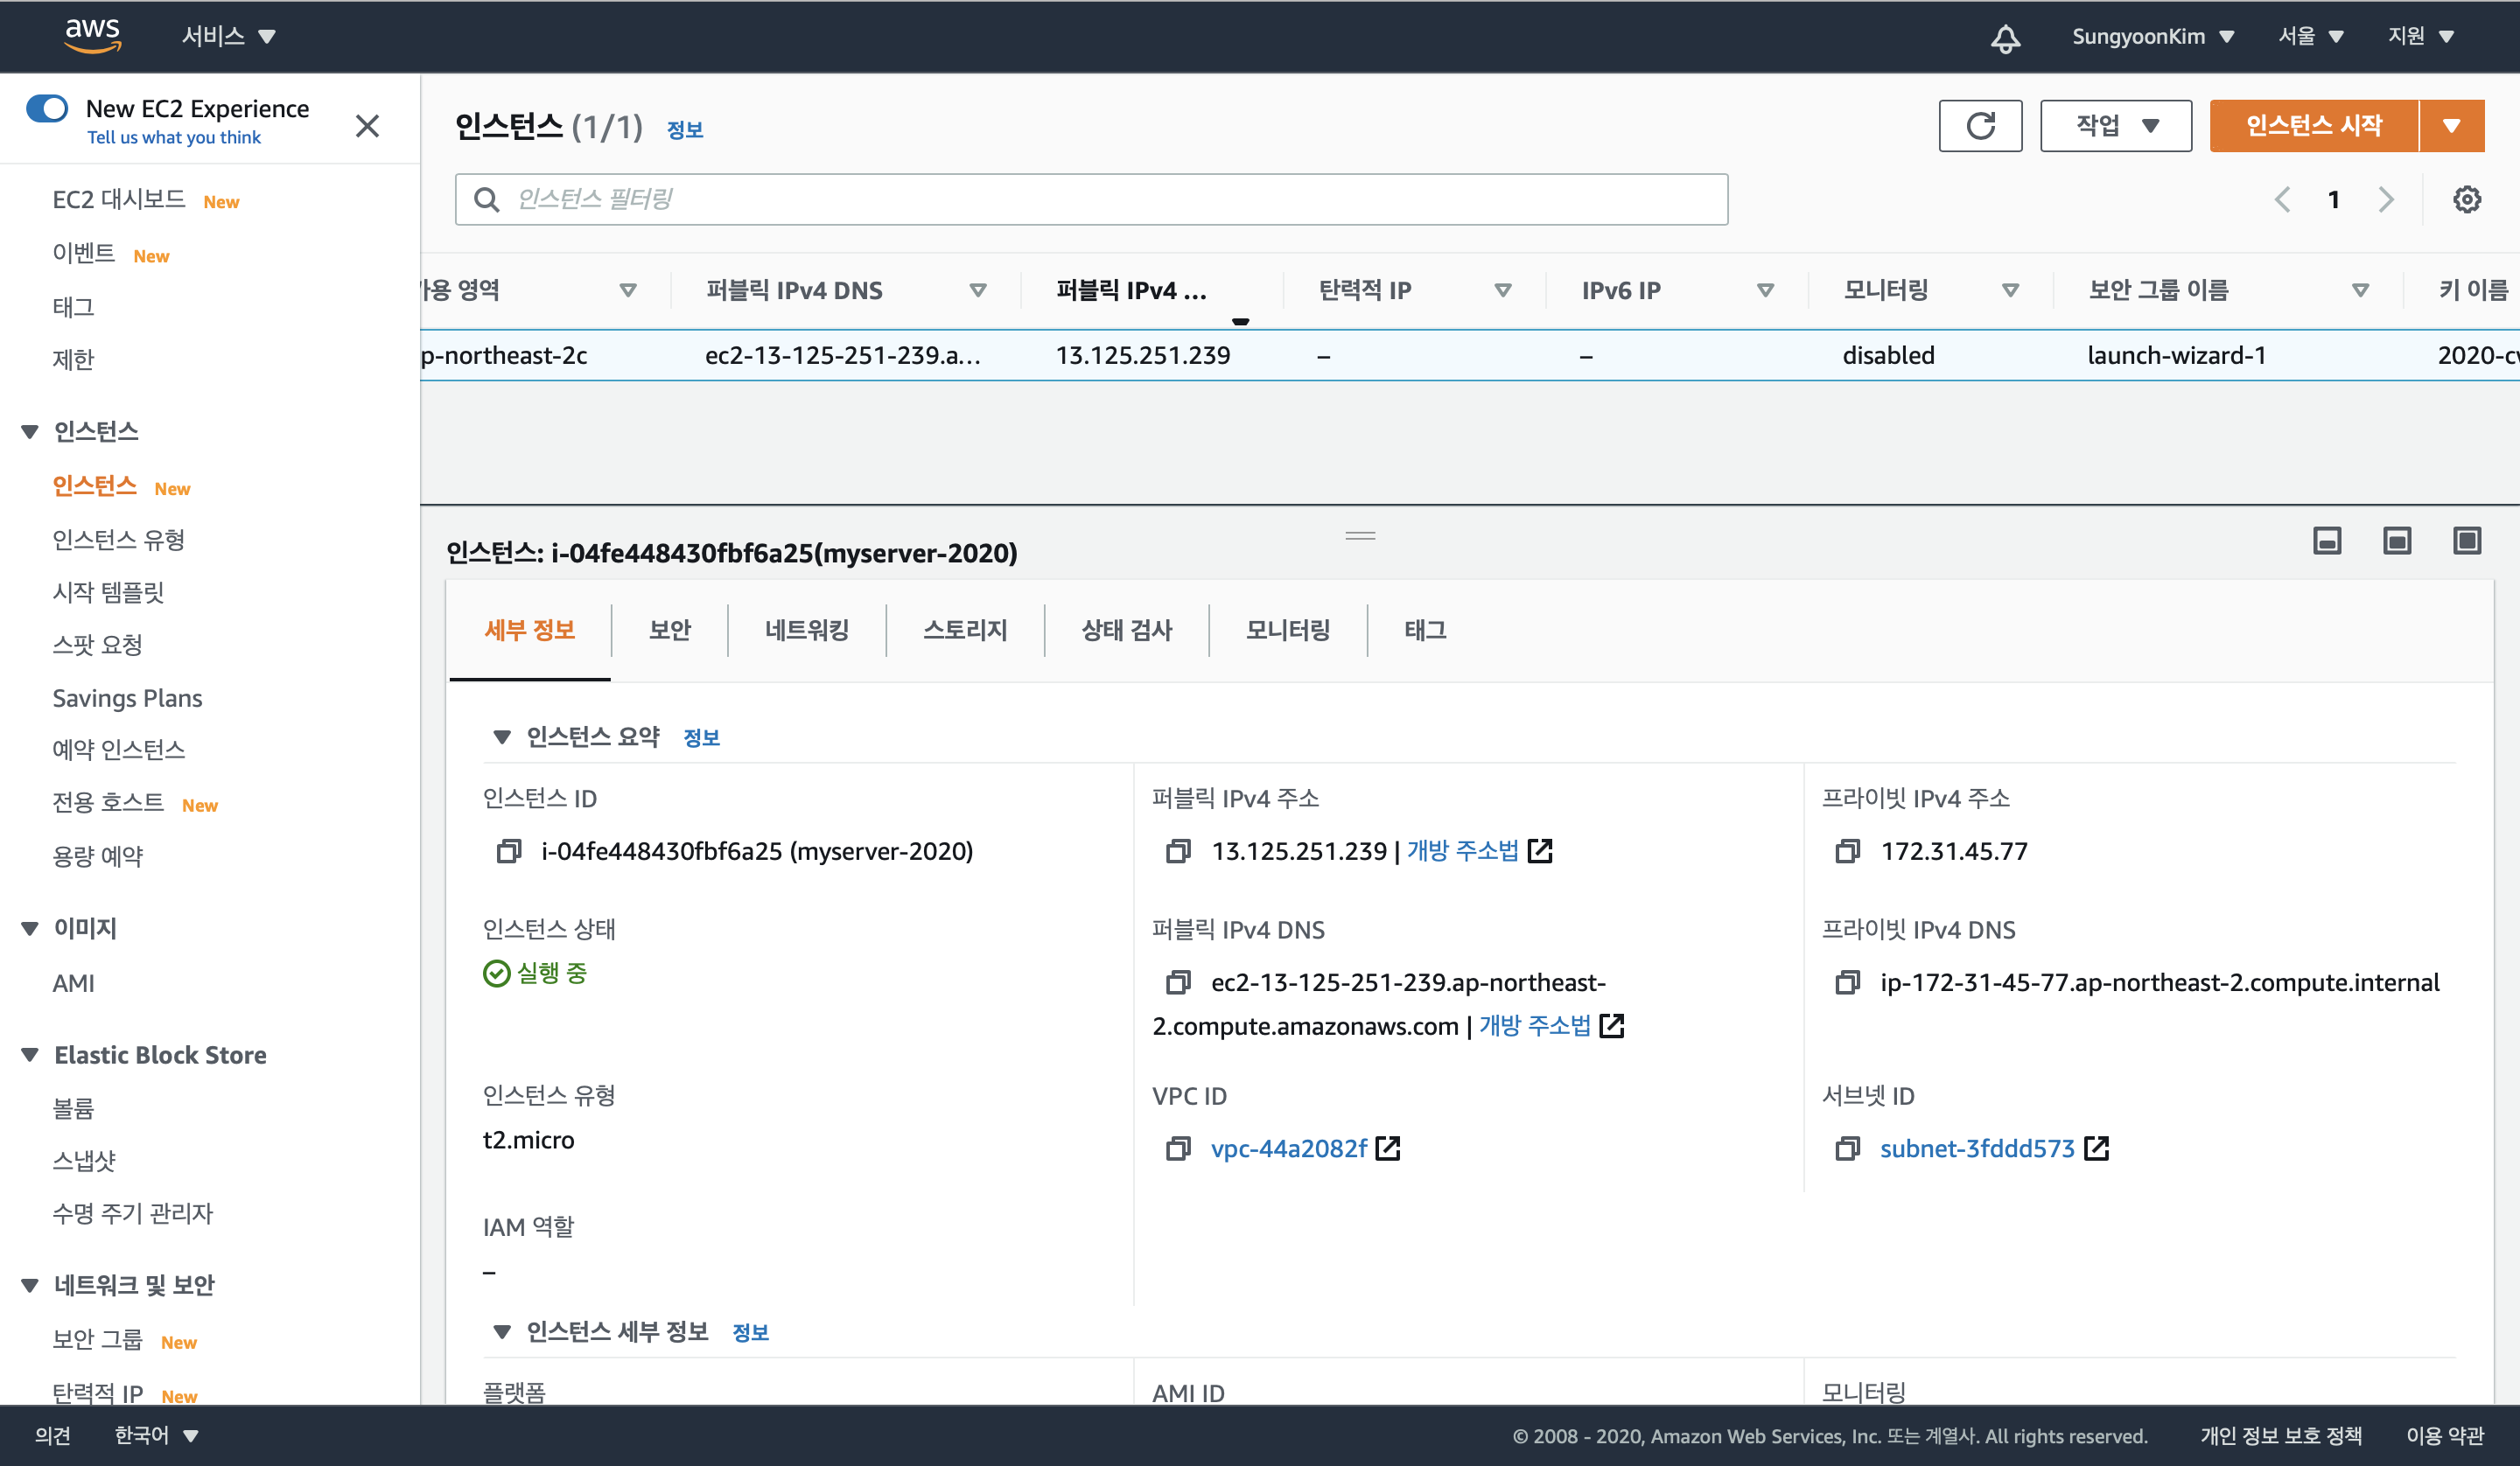 aws
서비스
SungyoonKim
서울
지원
New EC2 Experience
Tell us what you think
EC2 대시보드 New
이벤트 New
태그
제한
인스턴스
인스턴스 New
인스턴스 유형
시작 템플릿
스팟 요청
Savings Plans
예약 인스턴스
전용 호스트 New
용량 예약
이미지
AMI
Elastic Block Store
볼륨
스냅샷
수명 주기 관리자
네트워크 및 보안
보안 그룹 New
탄력적 IP New
인스턴스 (1/1) 정보
작업
인스턴스 시작
인스턴스 필터링
1
가용 영역 퍼블릭 IPv4 DNS 퍼블릭 IPv4 ... 탄력적 IP IPv6 IP 모니터링 보안 그룹 이름 키 이름
p-northeast-2c ec2-13-125-251-239.a... 13.125.251.239 – – disabled launch-wizard-1 2020-c
인스턴스: i-04fe448430fbf6a25(myserver-2020)
세부 정보 보안 네트워킹 스토리지 상태 검사 모니터링 태그
인스턴스 요약 정보
인스턴스 ID
i-04fe448430fbf6a25 (myserver-2020)
퍼블릭 IPv4 주소
13.125.251.239 | 개방 주소법
프라이빗 IPv4 주소
172.31.45.77
인스턴스 상태
실행 중
퍼블릭 IPv4 DNS
ec2-13-125-251-239.ap-northeast-
2.compute.amazonaws.com | 개방 주소법
프라이빗 IPv4 DNS
ip-172-31-45-77.ap-northeast-2.compute.internal
인스턴스 유형
t2.micro
VPC ID
vpc-44a2082f
서브넷 ID
subnet-3fddd573
IAM 역할
–
인스턴스 세부 정보 정보
플랫폼
AMI ID
모니터링
의견
한국어
© 2008 - 2020, Amazon Web Services, Inc. 또는 계열사. All rights reserved.
개인 정보 보호 정책
이용 약관